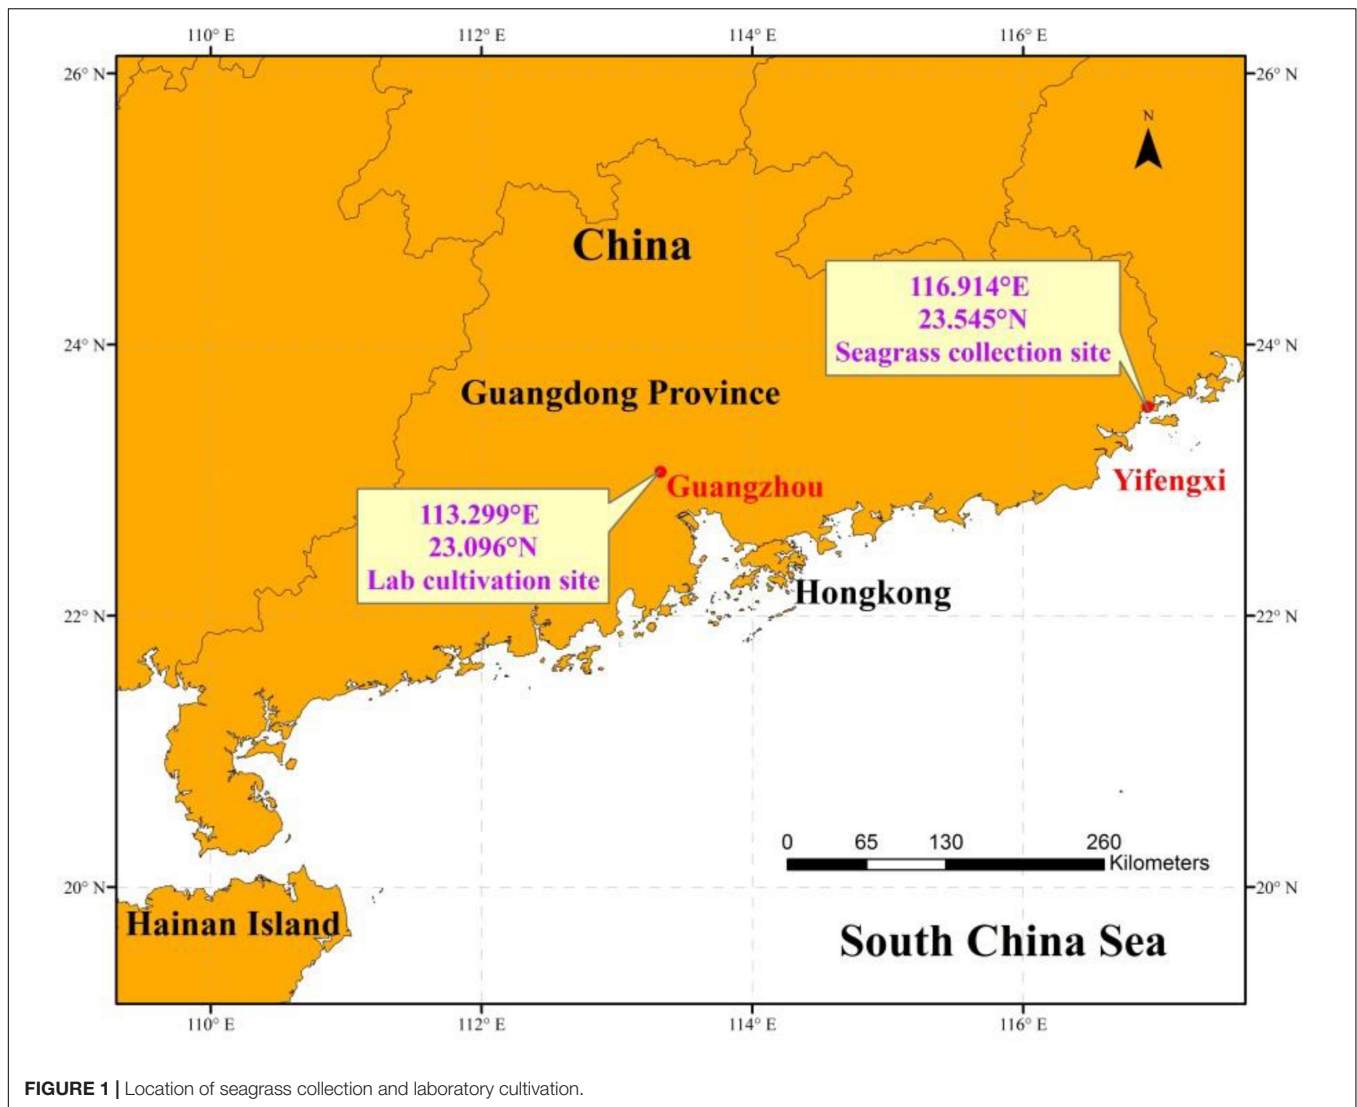 110° E 112° E 114° E 116° E
26° N 26° N
N
China
116.914°E
23.545°N
Seagrass collection site
24° N 24° N
Guangdong Province
Guangzhou
Yifengxi
113.299°E
23.096°N
Lab cultivation site
Hongkong
22° N 22° N
0 65 130 260
Kilometers
20° N 20° N
Hainan Island
South China Sea
110° E 112° E 114° E 116° E
FIGURE 1 | Location of seagrass collection and laboratory cultivation.